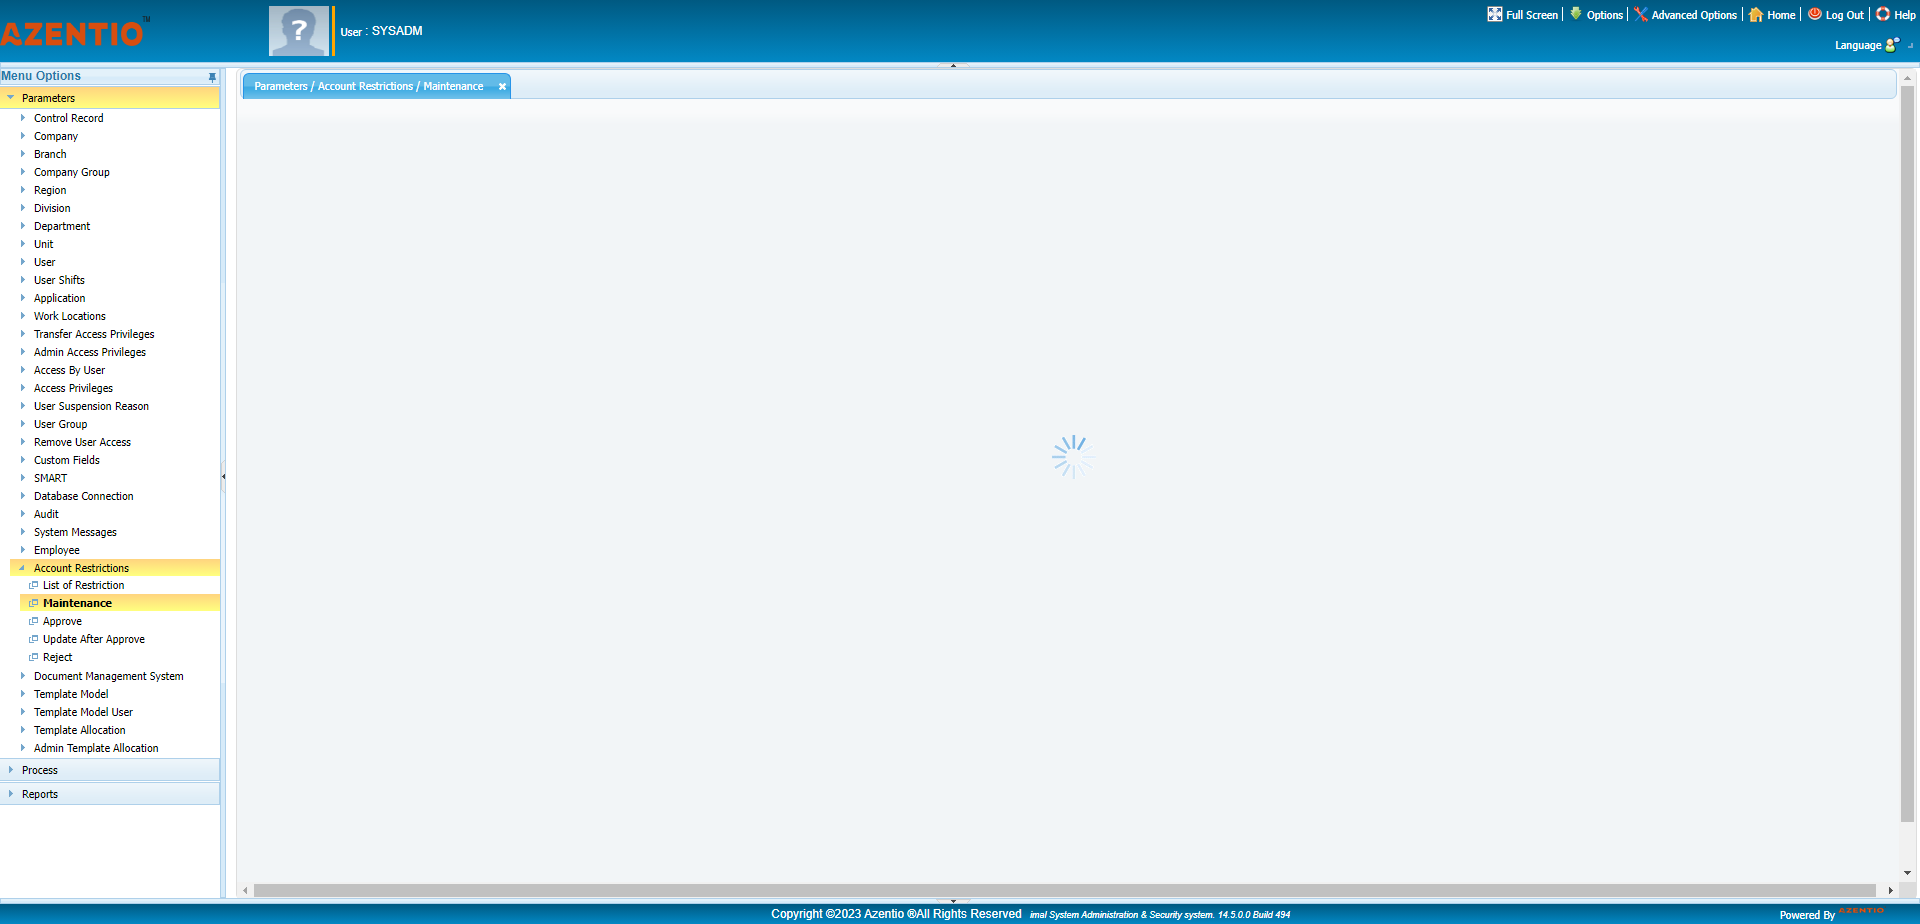 AZENTIO™
User : SYSADM
Full Screen
Options
Advanced Options
Home
Log Out
Help
Language
Menu Options
Parameters
Control Record
Company
Branch
Company Group
Region
Division
Department
Unit
User
User Shifts
Application
Work Locations
Transfer Access Privileges
Admin Access Privileges
Access By User
Access Privileges
User Suspension Reason
User Group
Remove User Access
Custom Fields
SMART
Database Connection
Audit
System Messages
Employee
Account Restrictions
List of Restriction
Maintenance
Approve
Update After Approve
Reject
Document Management System
Template Model
Template Model User
Template Allocation
Admin Template Allocation
Process
Reports
Parameters / Account Restrictions / Maintenance
Copyright ©2023 Azentio ®All Rights Reserved imal System Administration & Security system. 14.5.0.0 Build 494
Powered By AZENTIO